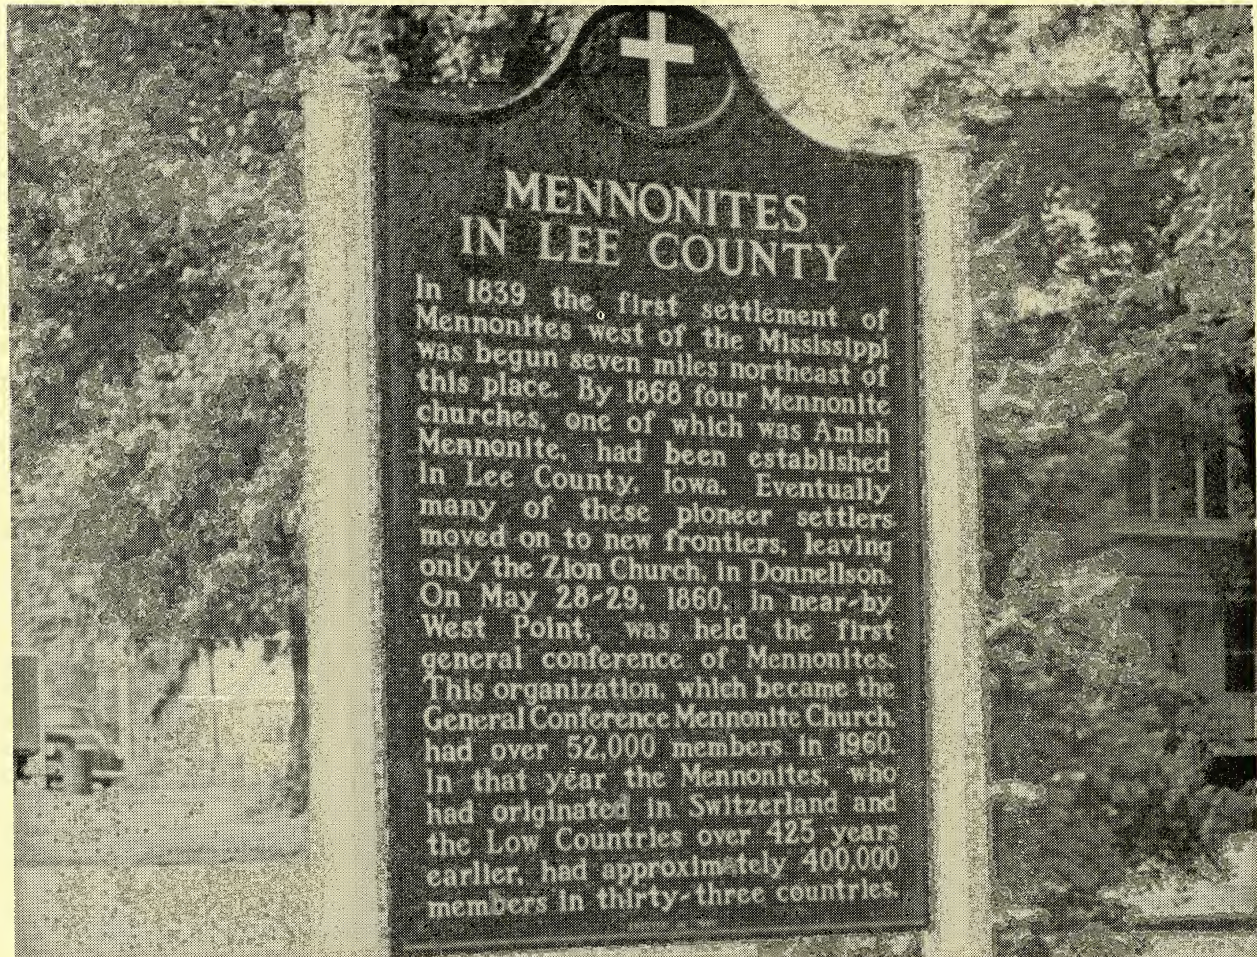 MENNONITES
IN LEE COUNTY
In 1839 the first settlement of
Mennonites west of the Mississippi
was begun seven miles northeast of
this place. By 1868 four Mennonite
churches, one of which was Amish
Mennonite, had been established
in Lee County, Iowa. Eventually
many of these pioneer settlers
moved on to new frontiers, leaving
only the Zion Church, in Donnellson.
On May 28-29, 1860, in near-by
West Point, was held the first
general conference of Mennonites.
This organization, which became the
General Conference Mennonite Church,
had over 52,000 members in 1960.
In that year the Mennonites, who
had originated in Switzerland and
the Low Countries over 425 years
earlier, had approximately 400,000
members in thirty-three countries.